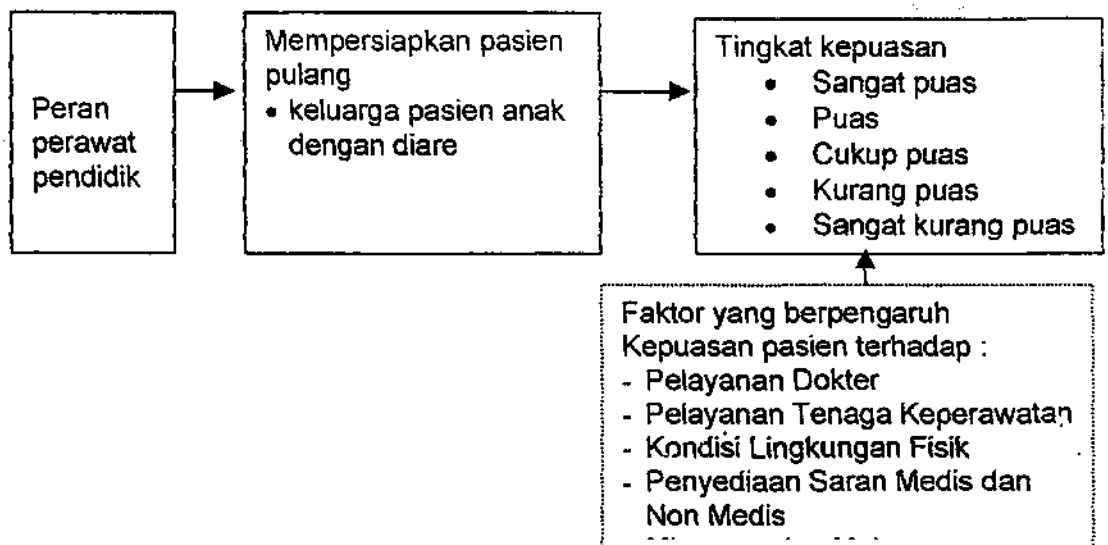 Peran
perawat
pendidik
Mempersiapkan pasien
pulang
• keluarga pasien anak
dengan diare
Tingkat kepuasan
• Sangat puas
• Puas
• Cukup puas
• Kurang puas
• Sangat kurang puas
Faktor yang berpengaruh
Kepuasan pasien terhadap :
- Pelayanan Dokter
- Pelayanan Tenaga Keperawatan
- Kondisi Lingkungan Fisik
- Penyediaan Saran Medis dan
Non Medis